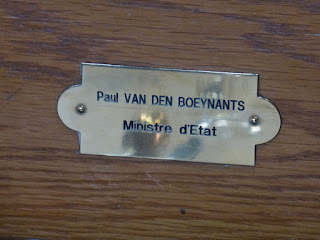 Paul VAN DEN BOEYNANTS
Ministre d'Etat